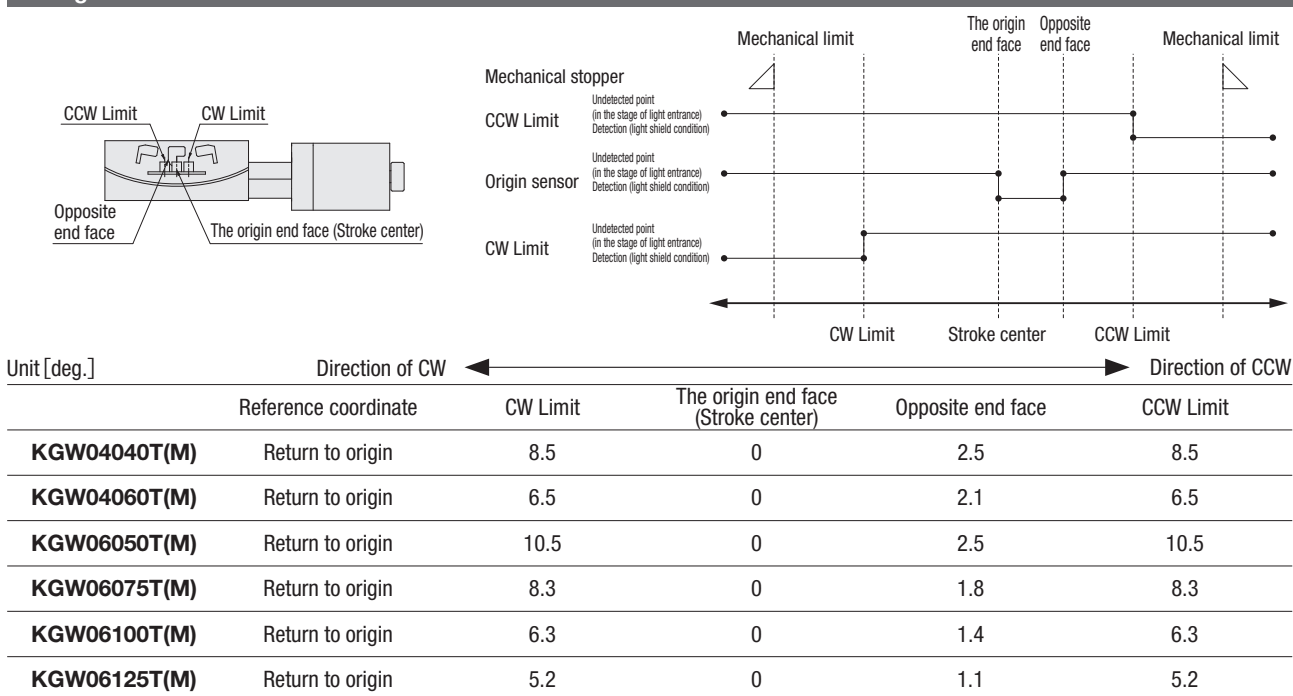 CCW Limit
CW Limit
Opposite
end face
The origin end face (Stroke center)
Mechanical limit
The origin
end face
Opposite
end face
Mechanical limit
Mechanical stopper
CCW Limit
Undetected point
(in the stage of light entrance)
Detection (light shield condition)
Origin sensor
Undetected point
(in the stage of light entrance)
Detection (light shield condition)
CW Limit
Undetected point
(in the stage of light entrance)
Detection (light shield condition)
CW Limit Stroke center CCW Limit
Unit [deg.] Direction of CW Direction of CCW
Reference coordinate CW Limit The origin end face (Stroke center) Opposite end face CCW Limit
KGW04040T(M) Return to origin 8.5 0 2.5 8.5
KGW04060T(M) Return to origin 6.5 0 2.1 6.5
KGW06050T(M) Return to origin 10.5 0 2.5 10.5
KGW06075T(M) Return to origin 8.3 0 1.8 8.3
KGW06100T(M) Return to origin 6.3 0 1.4 6.3
KGW06125T(M) Return to origin 5.2 0 1.1 5.2